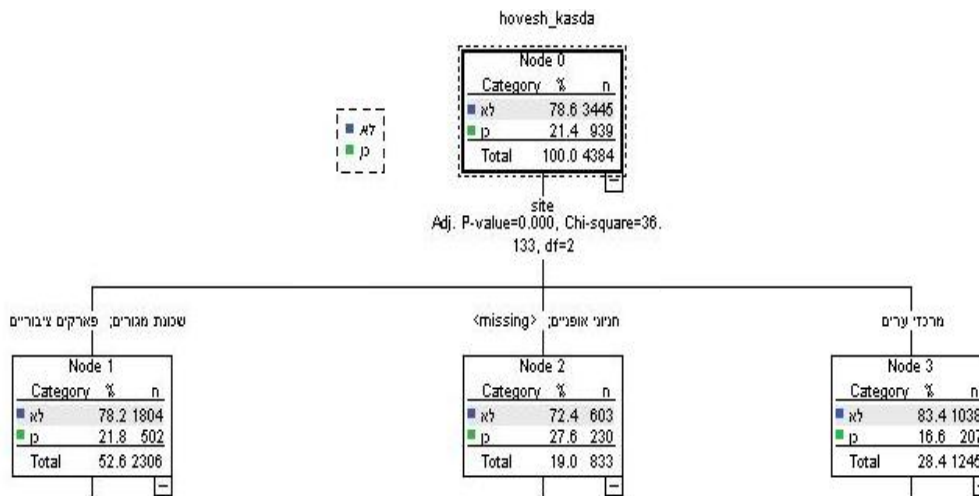 hovesh_kasda
Node 0
Category % n
לא 78.6 3445
כן 21.4 939
Total 100.0 4384
לא
כן
site
Adj. P-value=0.000, Chi-square=36.
133, df=2
שכונת מגורים; פארקים ציבוריים
חניוני אופניים; <missing>
מרכזי ערים
Node 1
Category % n
לא 78.2 1804
כן 21.8 502
Total 52.6 2306
Node 2
Category % n
לא 72.4 603
כן 27.6 230
Total 19.0 833
Node 3
Category % n
לא 83.4 1038
כן 16.6 207
Total 28.4 1245